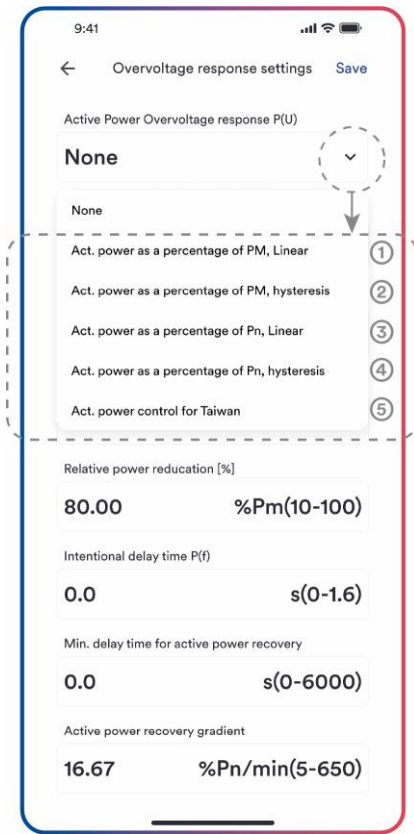 9:41
Overvoltage response settings Save
Active Power Overvoltage response P(U)
None
None
Act. power as a percentage of PM, Linear ①
Act. power as a percentage of PM, hysteresis ②
Act. power as a percentage of Pn, Linear ③
Act. power as a percentage of Pn, hysteresis ④
Act. power control for Taiwan ⑤
Relative power reducation [%]
80.00 %Pm(10-100)
Intentional delay time P(f)
0.0 s(0-1.6)
Min. delay time for active power recovery
0.0 s(0-6000)
Active power recovery gradient
16.67 %Pn/min(5-650)